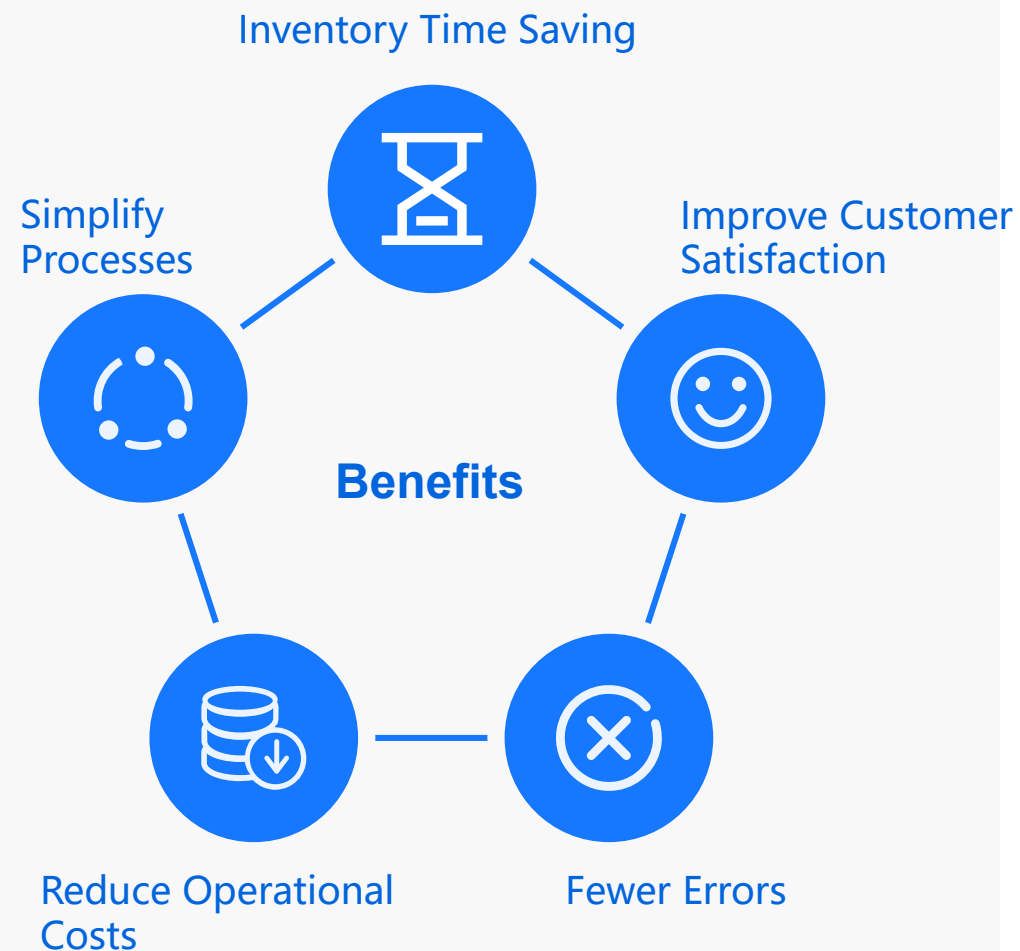 Inventory Time Saving
Simplify
Processes
Improve Customer
Satisfaction
Benefits
Reduce Operational
Costs
Fewer Errors